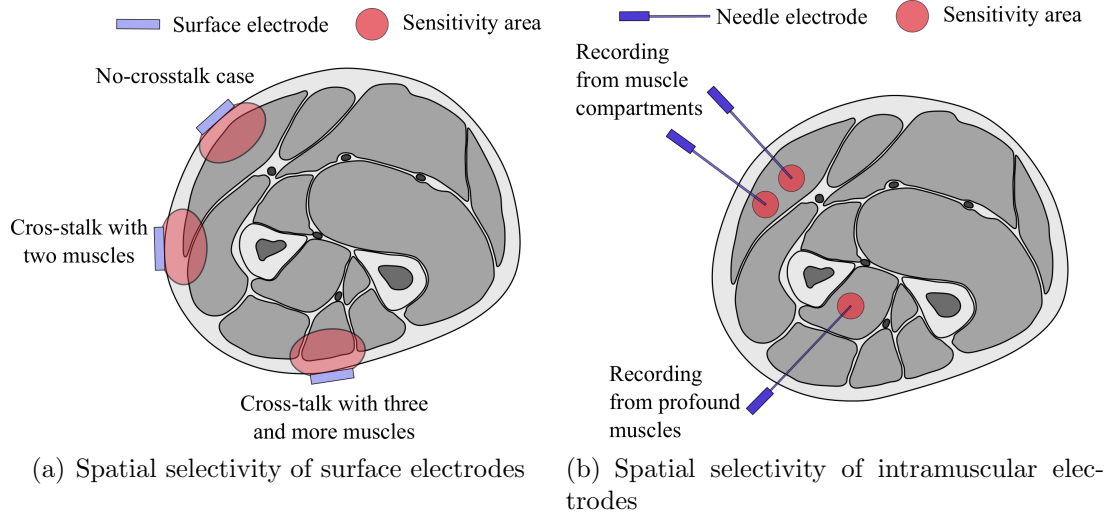 Surface electrode
Sensitivity area
No-crosstalk case
Cros-stalk with
two muscles
Cross-talk with three
and more muscles
(a) Spatial selectivity of surface electrodes
Needle electrode
Sensitivity area
Recording
from muscle
compartments
Recording
from profound
muscles
(b) Spatial selectivity of intramuscular elec-
trodes